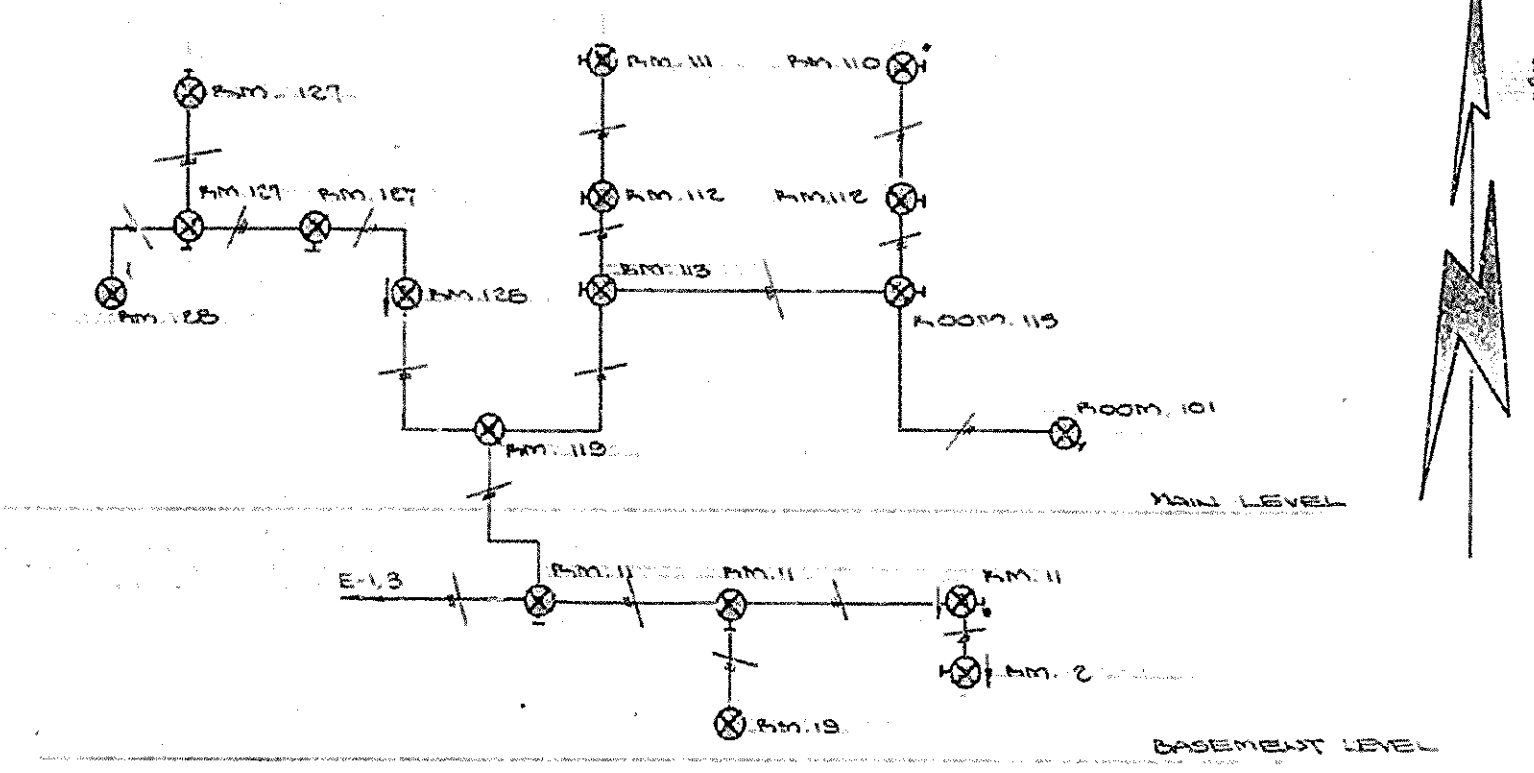 RM. 111
RM. 110
RM. 127
RM. 127
RM. 127
RM. 112
RM. 112
RM. 113
RM. 126
RM. 128
ROOM. 113
ROOM. 101
RM. 119
MAIN LEVEL
E-1,3
RM. 11
RM. 11
RM. 11
RM. 2
RM. 19
BASEMENT LEVEL